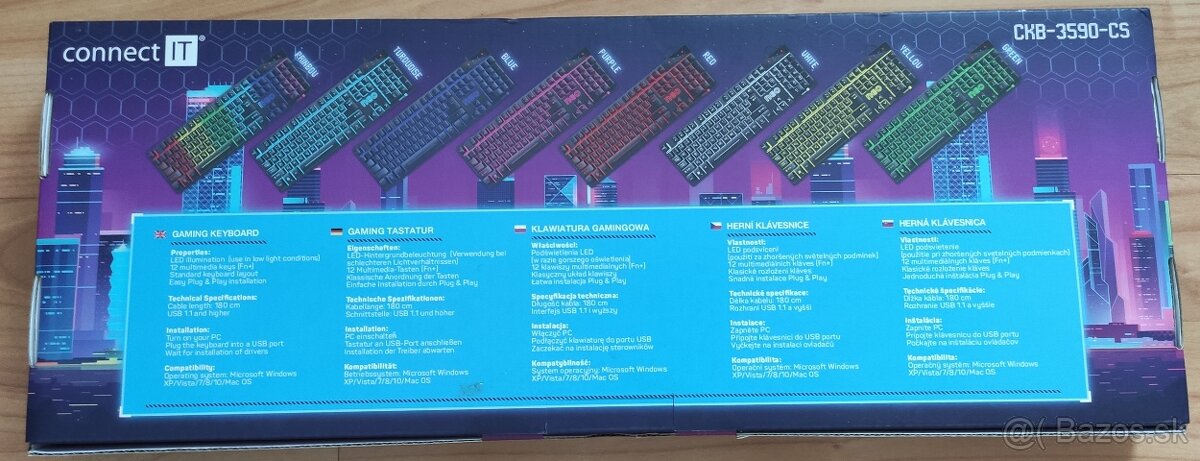 connect IT®
CKB-3590-CS
RAINBOW
TURQUOISE
BLUE
PURPLE
RED
WHITE
YELLOW
GREEN
GAMING KEYBOARD
Properties:
LED illumination (use in low light conditions)
12 multimedia keys [Fn+]
Standard keyboard layout
Easy Plug & Play installation
Technical Specifications:
Cable length: 180 cm
USB 1.1 and higher
Installation:
Turn on your PC
Plug the keyboard into a USB port
Wait for installation of drivers
Compatibility:
Operating system: Microsoft Windows
XP/Vista/7/8/10/Mac OS
GAMING TASTATUR
Eigenschaften:
LED-Hintergrundbeleuchtung (Verwendung bei
schlechteren Lichtverhältnissen)
12 Multimedia-Tasten [Fn+]
Klassische Anordnung der Tasten
Einfache Installation durch Plug & Play
Technische Spezifikationen:
Kabellänge: 180 cm
Schnittstelle: USB 1.1 und höher
Installation:
PC einschalten
Tastatur an USB-Port anschließen
Installation der Treiber abwarten
Kompatibilität:
Betriebssystem: Microsoft Windows
XP/Vista/7/8/10/Mac OS
KLAWIATURA GAMINGOWA
Właściwości:
Podświetlenia LED
[w razie gorszego oświetlenia]
12 klawiszy multimedialnych [Fn+]
Klasyczny układ klawiszy
Łatwa instalacja Plug & Play
Specyfikacja techniczna:
Długość kabla: 180 cm
Interfejs USB 1.1 i wyższy
Instalacja:
Włączyć PC
Podłączyć klawiaturę do portu USB
Zaczekać na instalację sterowników
Kompatybilność:
System operacyjny: Microsoft Windows
XP/Vista/7/8/10/Mac OS
HERNÍ KLÁVESNICE
Vlastnosti:
LED podsvícení
[použití za zhoršených světelných podmínek]
12 multimediálních kláves [Fn+]
Klasické rozložení kláves
Snadná instalace Plug & Play
Technické specifikace:
Délka kabelu: 180 cm
Rozhraní USB 1.1 a vyšší
Instalace:
Zapněte PC
Připojte klávesnici do USB portu
Vyčkejte na instalaci ovladačů
Kompatibilita:
Operační systém: Microsoft Windows
XP/Vista/7/8/10/Mac OS
HERNÁ KLÁVESNICA
Vlastnosti:
LED podsvietenie
[použitie pri zhoršených svetelných podmienkach]
12 multimediálnych kláves [Fn+]
Klasické rozloženie kláves
Jednoduchá inštalácia Plug & Play
Technické špecifikácie:
Dĺžka kábla: 180 cm
Rozhranie USB 1.1 a vyššie
Inštalácia:
Zapnite PC
Pripojte klávesnicu do USB portu
Počkajte na inštaláciu ovládačov
Kompatibilita:
Operačný systém: Microsoft Windows
XP/Vista/7/8/10/Mac OS
@( Bazos.sk